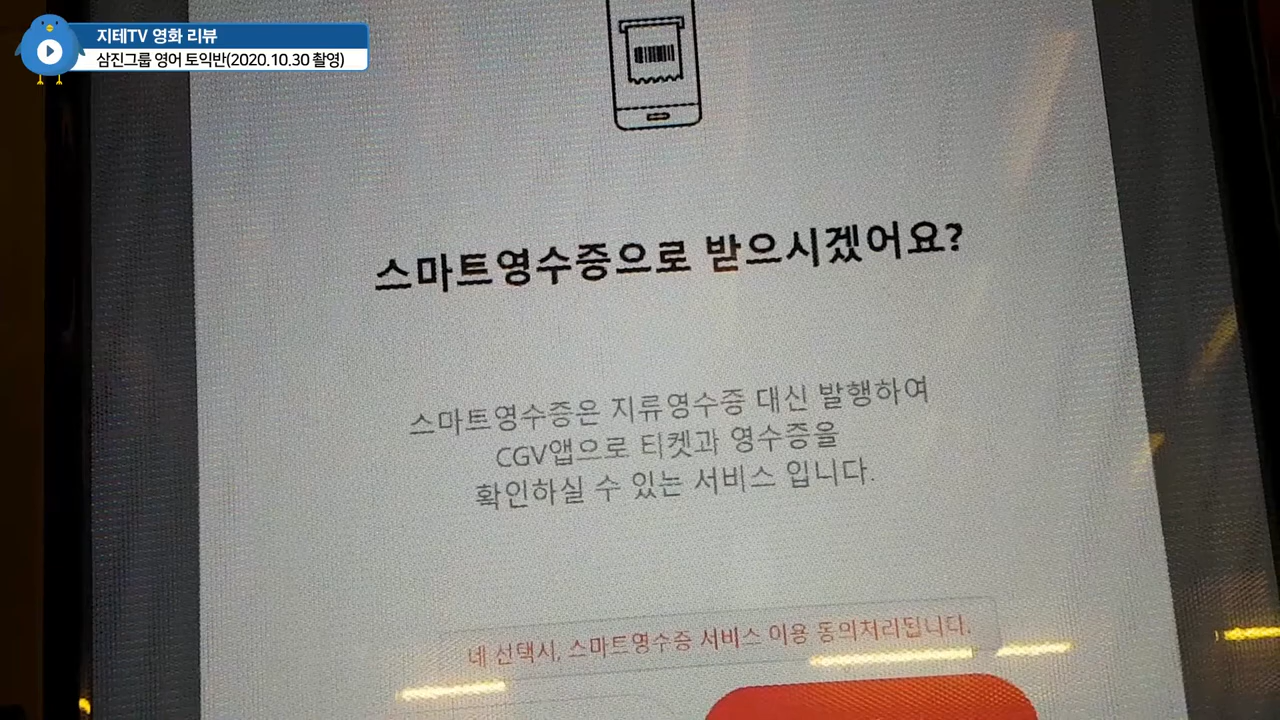 지테TV 영화 리뷰
삼진그룹 영어 토익반(2020.10.30 촬영)
스마트영수증으로 받으시겠어요?
스마트영수증은 지류영수증 대신 발행하여
CGV앱으로 티켓과 영수증을
확인하실 수 있는 서비스 입니다.
네 선택시, 스마트영수증 서비스 이용 동의처리됩니다.